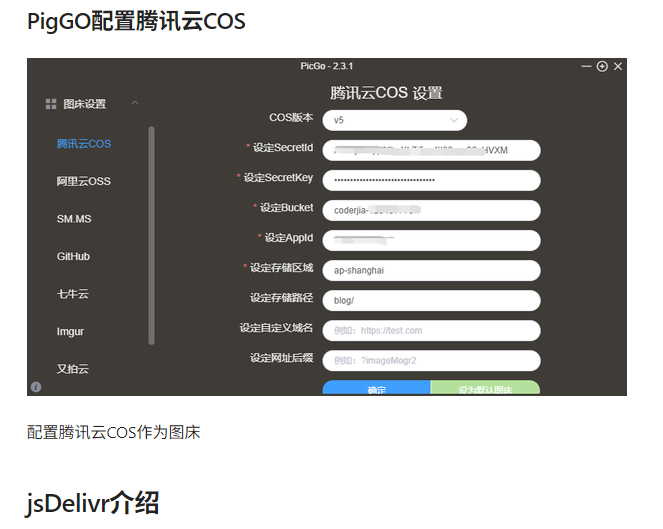 PigGO配置腾讯云COS
PicGo - 2.3.1
图床设置
腾讯云COS
阿里云OSS
SM.MS
GitHub
七牛云
Imgur
又拍云
腾讯云COS 设置
COS版本
v5
* 设定SecretId
HVXM
* 设定SecretKey
••••••••••••••••••••••••••••••••
* 设定Bucket
coderjia-
* 设定AppId
* 设定存储区域
ap-shanghai
设定存储路径
blog/
设定自定义域名
例如：https://test.com
设定网址后缀
例如：?imageMogr2
确定
设为默认图床
配置腾讯云COS作为图床
jsDelivr介绍